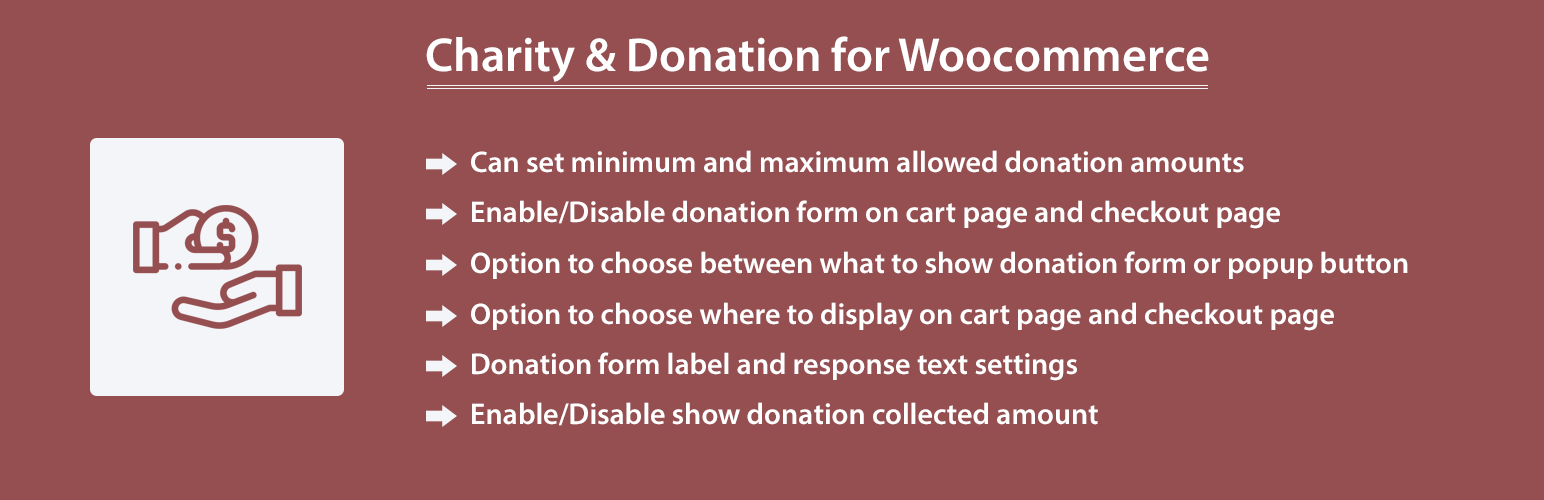 Charity & Donation for Woocommerce
Can set minimum and maximum allowed donation amounts
Enable/Disable donation form on cart page and checkout page
Option to choose between what to show donation form or popup button
Option to choose where to display on cart page and checkout page
Donation form label and response text settings
Enable/Disable show donation collected amount
$